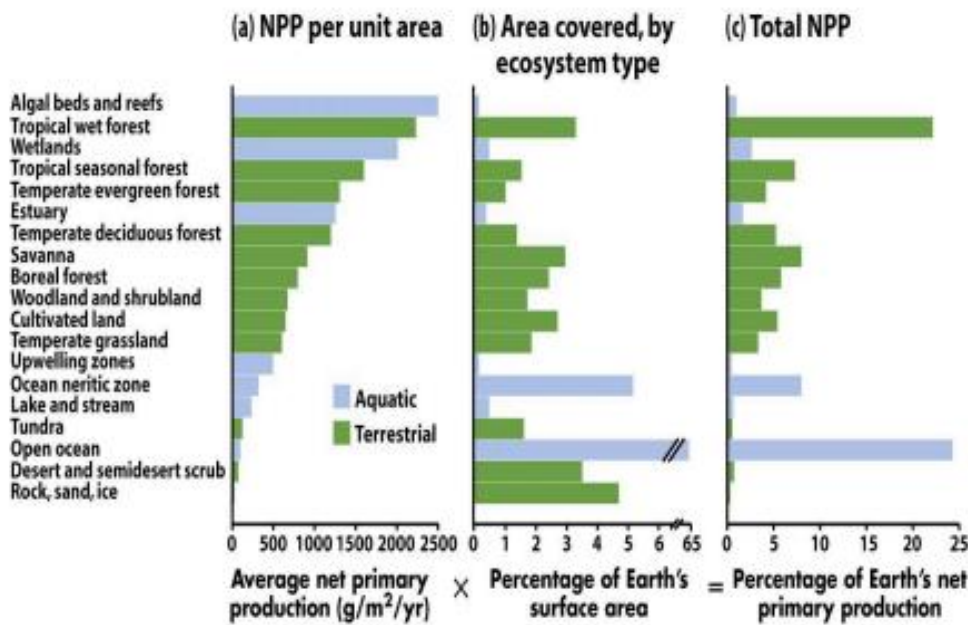 (a) NPP per unit area
(b) Area covered, by
ecosystem type
(c) Total NPP
Algal beds and reefs
Tropical wet forest
Wetlands
Tropical seasonal forest
Temperate evergreen forest
Estuary
Temperate deciduous forest
Savanna
Boreal forest
Woodland and shrubland
Cultivated land
Temperate grassland
Upwelling zones
Ocean neritic zone
Lake and stream
Tundra
Open ocean
Desert and semidesert scrub
Rock, sand, ice
Aquatic
Terrestrial
0 500 1000 1500 2000 2500
0 1 2 3 4 5 6 65
0 5 10 15 20 25
Average net primary
production (g/m²/yr)
×
Percentage of Earth's
surface area
=
Percentage of Earth's net
primary production